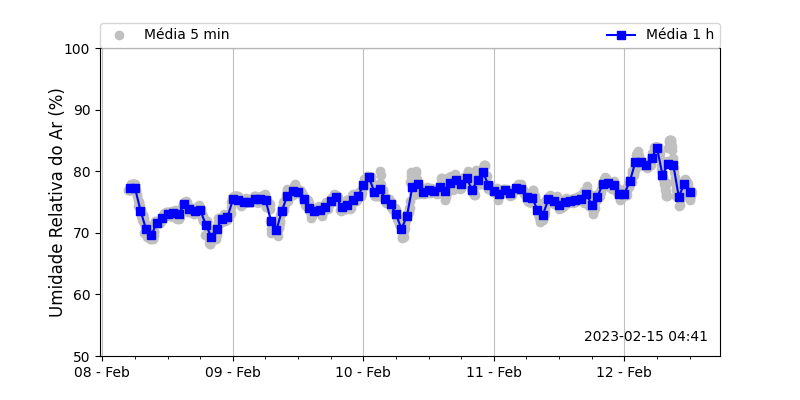 Média 5 min
Média 1 h
Umidade Relativa do Ar (%)
100
90
80
70
60
50
2023-02-15 04:41
08 - Feb
09 - Feb
10 - Feb
11 - Feb
12 - Feb